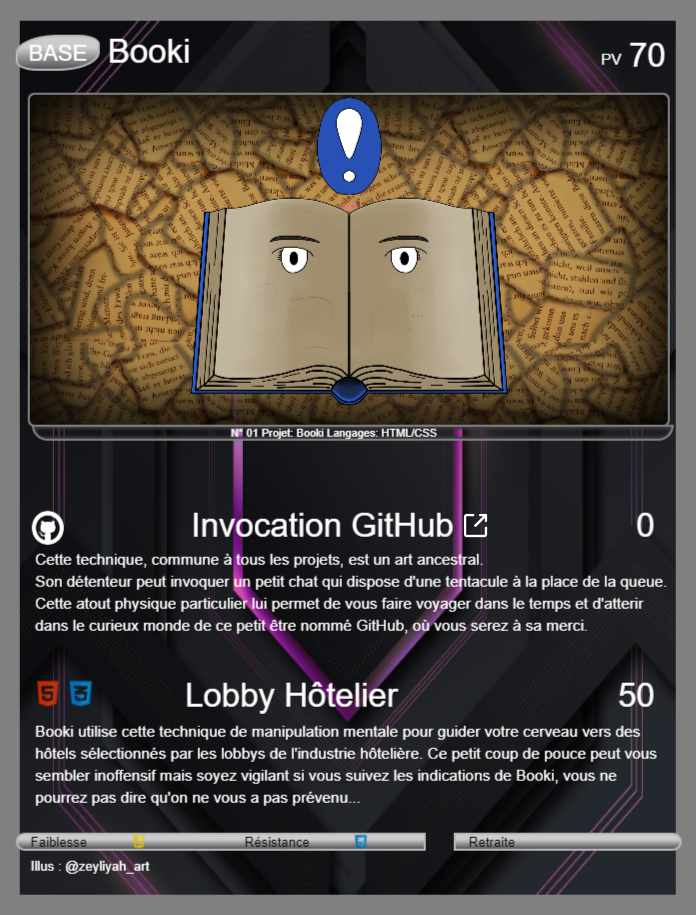 BASE Booki PV 70
N° 01 Projet: Booki Langages: HTML/CSS
Invocation GitHub 0
Cette technique, commune à tous les projets, est un art ancestral.
Son détenteur peut invoquer un petit chat qui dispose d'une tentacule à la place de la queue.
Cette atout physique particulier lui permet de vous faire voyager dans le temps et d'atterir
dans le curieux monde de ce petit être nommé GitHub, où vous serez à sa merci.
Lobby Hôtelier 50
Booki utilise cette technique de manipulation mentale pour guider votre cerveau vers des
hôtels sélectionnés par les lobbys de l'industrie hôtelière. Ce petit coup de pouce peut vous
sembler inoffensif mais soyez vigilant si vous suivez les indications de Booki, vous ne
pourrez pas dire qu'on ne vous a pas prévenu...
Faiblesse Résistance Retraite
Illus : @zeyliyah_art